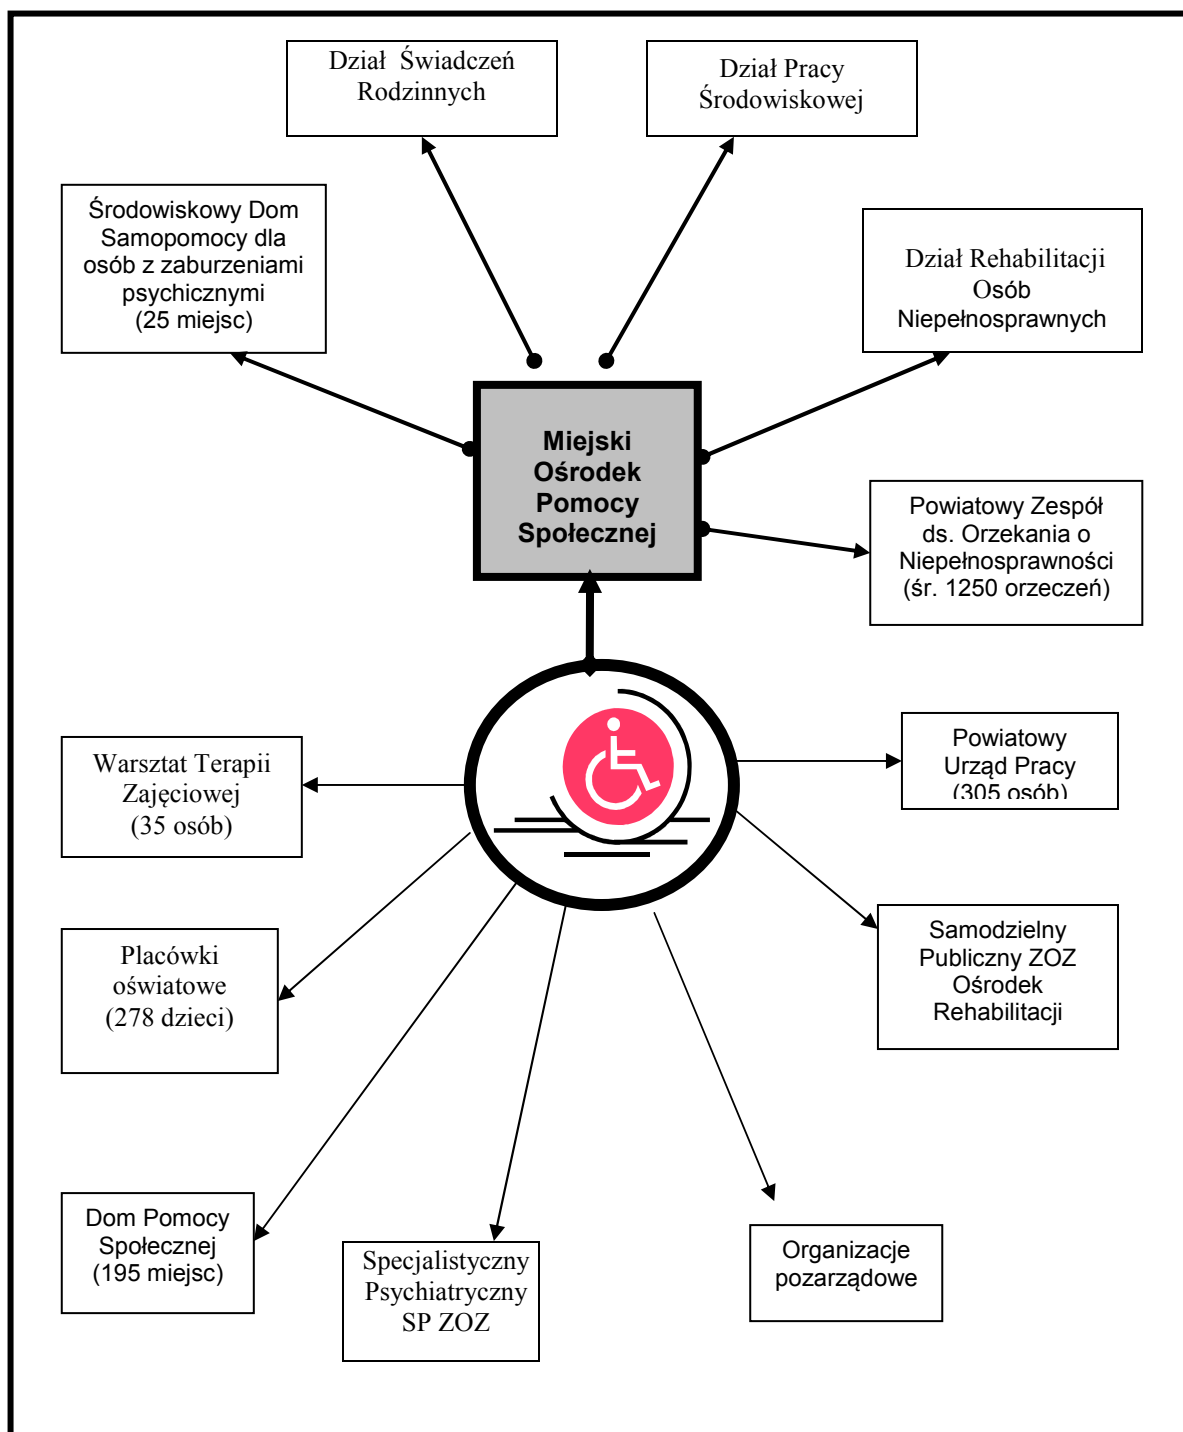 Dział Świadczeń
Rodzinnych
Dział Pracy
Środowiskowej
Środowiskowy Dom
Samopomocy dla
osób z zaburzeniami
psychicznymi
(25 miejsc)
Dział Rehabilitacji
Osób
Niepełnosprawnych
Miejski
Ośrodek
Pomocy
Społecznej
Powiatowy Zespół
ds. Orzekania o
Niepełnosprawności
(śr. 1250 orzeczeń)
Warsztat Terapii
Zajęciowej
(35 osób)
Powiatowy
Urząd Pracy
(305 osób)
Placówki
oświatowe
(278 dzieci)
Samodzielny
Publiczny ZOZ
Ośrodek
Rehabilitacji
Dom Pomocy
Społecznej
(195 miejsc)
Specjalistyczny
Psychiatryczny
SP ZOZ
Organizacje
pozarządowe